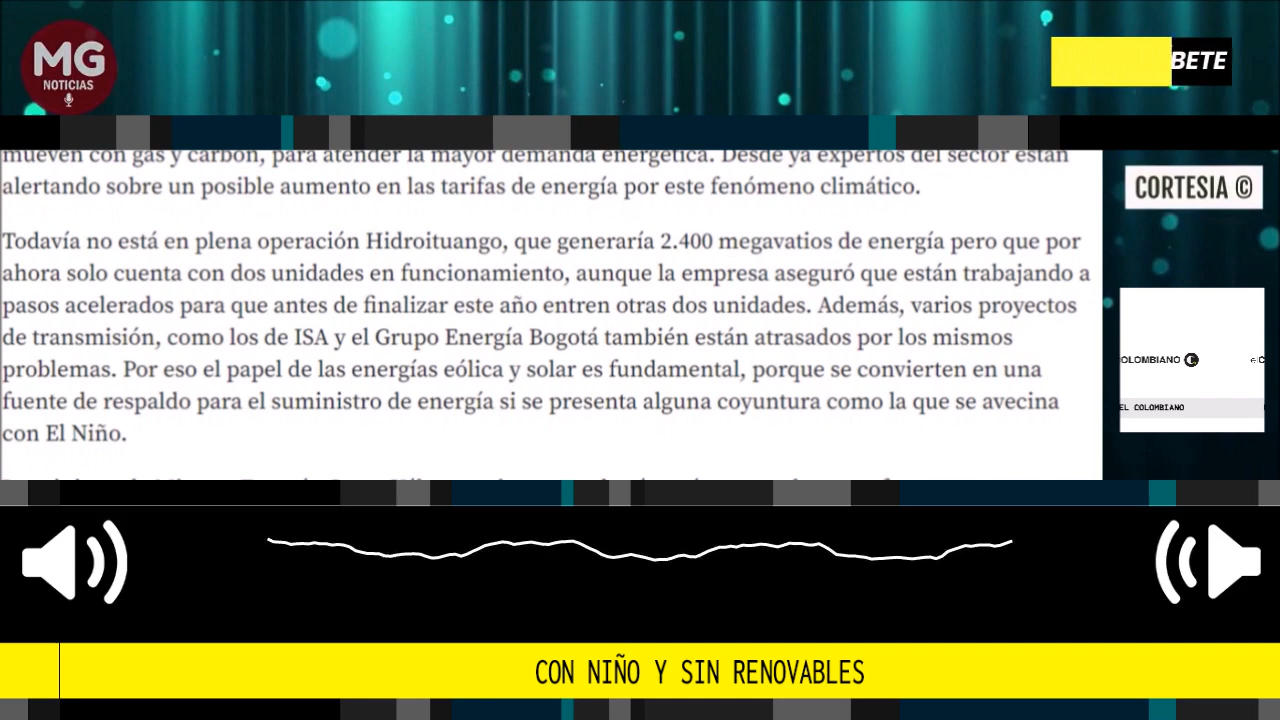 MG
NOTICIAS
BETE
mueven con gas y carbón, para atender la mayor demanda energética. Desde ya expertos del sector están
alertando sobre un posible aumento en las tarifas de energía por este fenómeno climático.
Todavía no está en plena operación Hidroituango, que generaría 2.400 megavatios de energía pero que por
ahora solo cuenta con dos unidades en funcionamiento, aunque la empresa aseguró que están trabajando a
pasos acelerados para que antes de finalizar este año entren otras dos unidades. Además, varios proyectos
de transmisión, como los de ISA y el Grupo Energía Bogotá también están atrasados por los mismos
problemas. Por eso el papel de las energías eólica y solar es fundamental, porque se convierten en una
fuente de respaldo para el suministro de energía si se presenta alguna coyuntura como la que se avecina
con El Niño.
CORTESIA ©
OLOMBIANO C
elC
EL COLOMBIANO
CON NIÑO Y SIN RENOVABLES